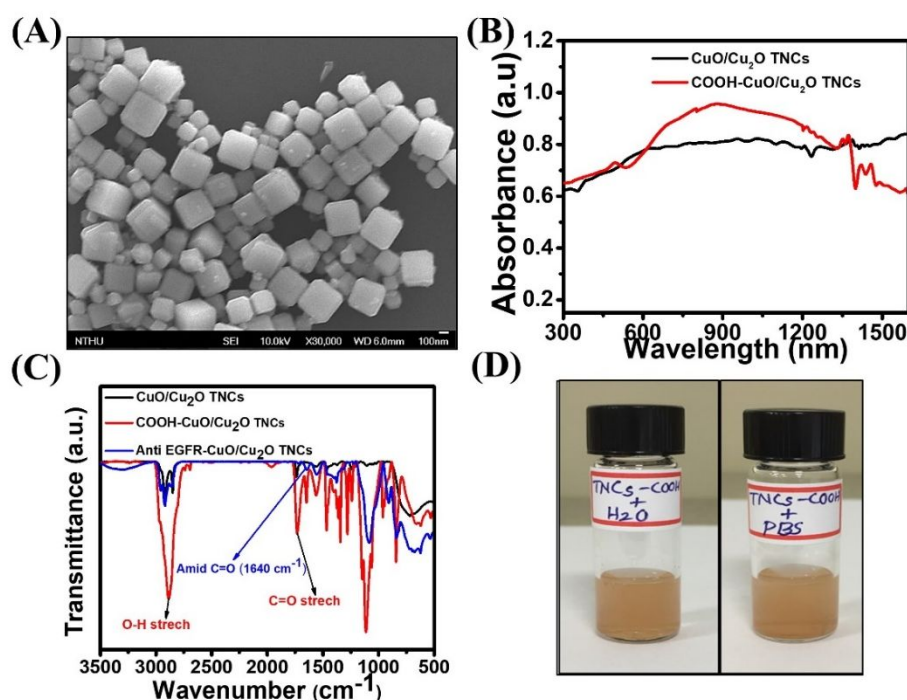 (A)
NTHU SEI 10.0kV X30,000 WD 6.0mm 100nm
(B)
Absorbance (a.u)
1.2
1.0
0.8
0.6
0.4
0.2
CuO/Cu₂O TNCs
COOH-CuO/Cu₂O TNCs
300 600 900 1200 1500
Wavelength (nm)
(C)
Transmittance (a.u.)
CuO/Cu₂O TNCs
COOH-CuO/Cu₂O TNCs
Anti EGFR-CuO/Cu₂O TNCs
Amid C=O (1640 cm⁻¹)
C=O strech
O-H strech
3500 3000 2500 2000 1500 1000 500
Wavenumber (cm⁻¹)
(D)
TNCs-COOH
+
H2O
TNCs-COOH
+
PBS